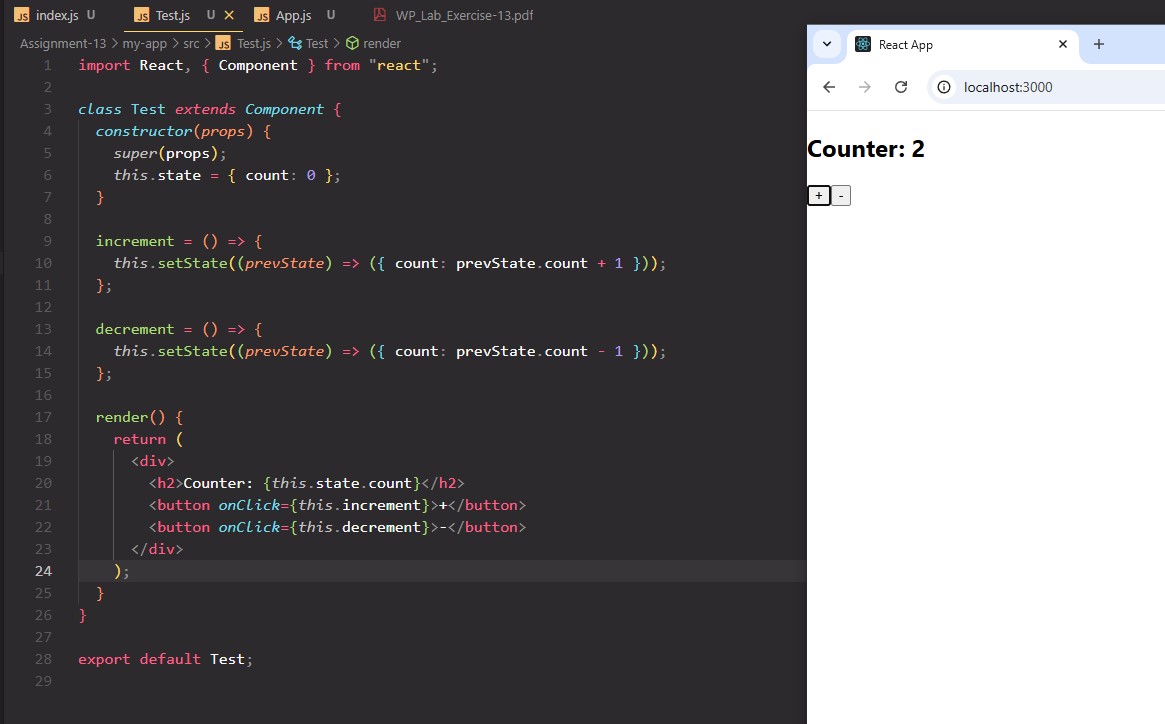 JS index.js U JS Test.js U × JS App.js U WP_Lab_Exercise-13.pdf
Assignment-13 > my-app > src > JS Test.js > Test > render
1 import React, { Component } from "react";
2
3 class Test extends Component {
4 constructor(props) {
5 super(props);
6 this.state = { count: 0 };
7 }
8
9 increment = () => {
10 this.setState((prevState) => ({ count: prevState.count + 1 }));
11 };
12
13 decrement = () => {
14 this.setState((prevState) => ({ count: prevState.count - 1 }));
15 };
16
17 render() {
18 return (
19 <div>
20 <h2>Counter: {this.state.count}</h2>
21 <button onClick={this.increment}>+</button>
22 <button onClick={this.decrement}>-</button>
23 </div>
24 );
25 }
26 }
27
28 export default Test;
29
React App
localhost:3000
Counter: 2
+ -